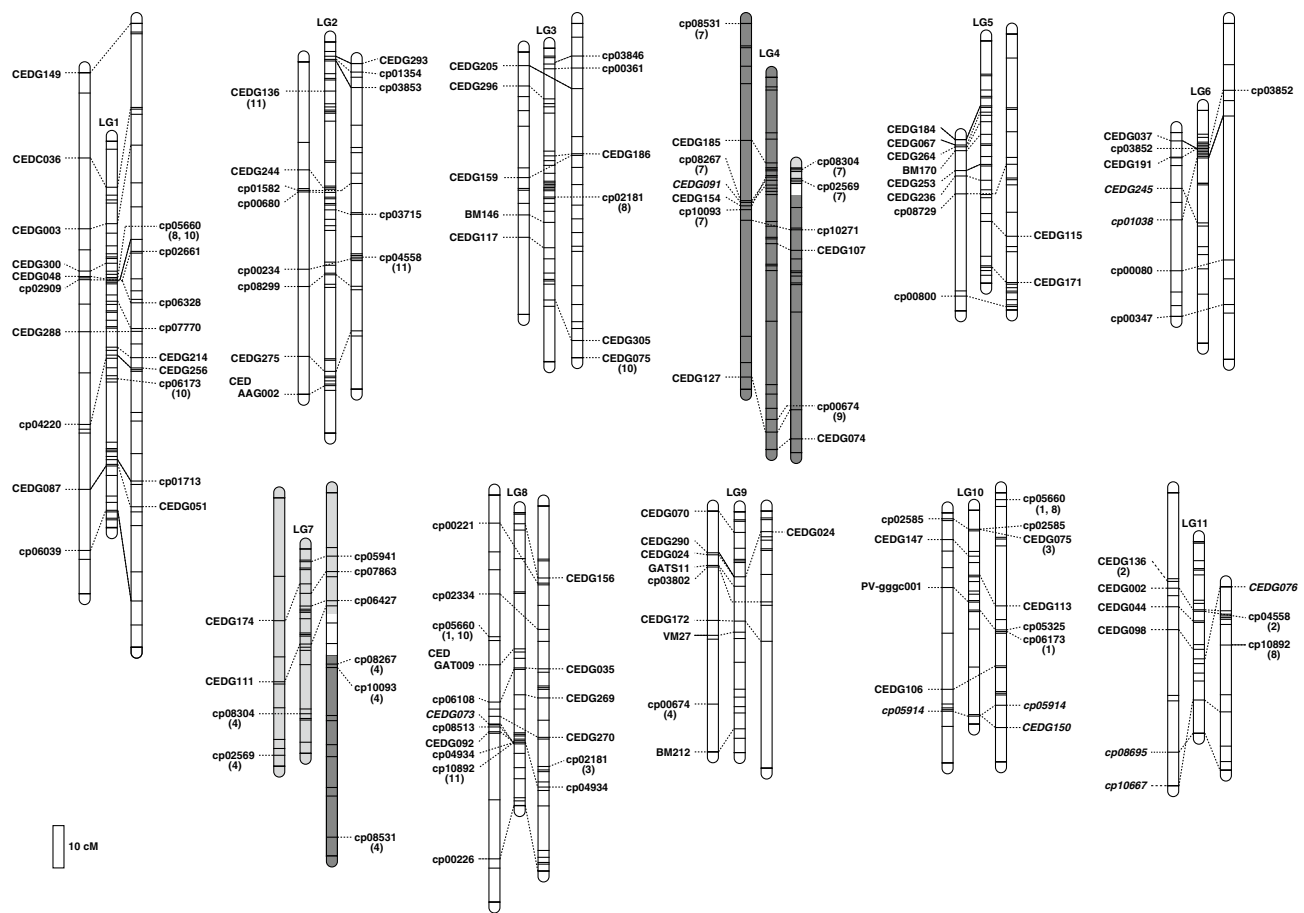 LG1
CEDG149
CEDC036
CEDG003
CEDG300
CEDG048
cp02909
CEDG288
cp04220
CEDG087
cp06039
cp05660
(8, 10)
cp02661
cp06328
cp07770
CEDG214
CEDG256
cp06173
(10)
cp01713
CEDG051
LG2
CEDG136
(11)
CEDG244
cp01582
cp00680
cp00234
cp08299
CEDG275
CED
AAG002
CEDG293
cp01354
cp03853
cp03715
cp04558
(11)
LG3
CEDG205
CEDG296
CEDG159
BM146
CEDG117
cp03846
cp00361
CEDG186
cp02181
(8)
CEDG305
CEDG075
(10)
LG4
cp08531
(7)
CEDG185
cp08267
(7)
CEDG091
CEDG154
cp10093
(7)
CEDG127
cp08304
(7)
cp02569
(7)
cp10271
CEDG107
cp00674
(9)
CEDG074
LG5
CEDG184
CEDG067
CEDG264
BM170
CEDG253
CEDG236
cp08729
cp00800
CEDG115
CEDG171
LG6
CEDG037
cp03852
CEDG191
CEDG245
cp01038
cp00080
cp00347
cp03852
LG7
CEDG174
CEDG111
cp08304
(4)
cp02569
(4)
cp05941
cp07863
cp06427
cp08267
(4)
cp10093
(4)
cp08531
(4)
LG8
cp00221
cp02334
cp05660
(1, 10)
CED
GAT009
cp06108
CEDG073
cp08513
CEDG092
cp04934
cp10892
(11)
cp00226
CEDG156
CEDG035
CEDG269
CEDG270
cp02181
(3)
cp04934
LG9
CEDG070
CEDG290
CEDG024
GATS11
cp03802
CEDG172
VM27
cp00674
(4)
BM212
CEDG024
LG10
cp02585
CEDG147
PV-gggc001
CEDG106
cp05914
cp05660
(1, 8)
cp02585
CEDG075
(3)
CEDG113
cp05325
cp06173
(1)
cp05914
CEDG150
LG11
CEDG136
(2)
CEDG002
CEDG044
CEDG098
cp08695
cp10667
CEDG076
cp04558
(2)
cp10892
(8)
10 cM